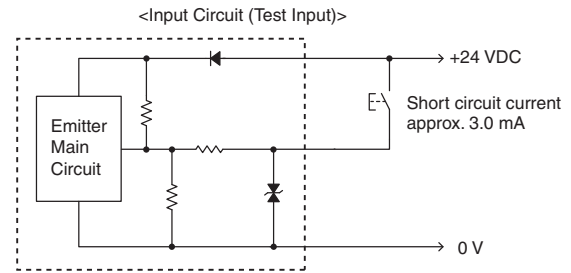 <Input Circuit (Test Input)>
+24 VDC
Short circuit current
approx. 3.0 mA
Emitter
Main
Circuit
0 V